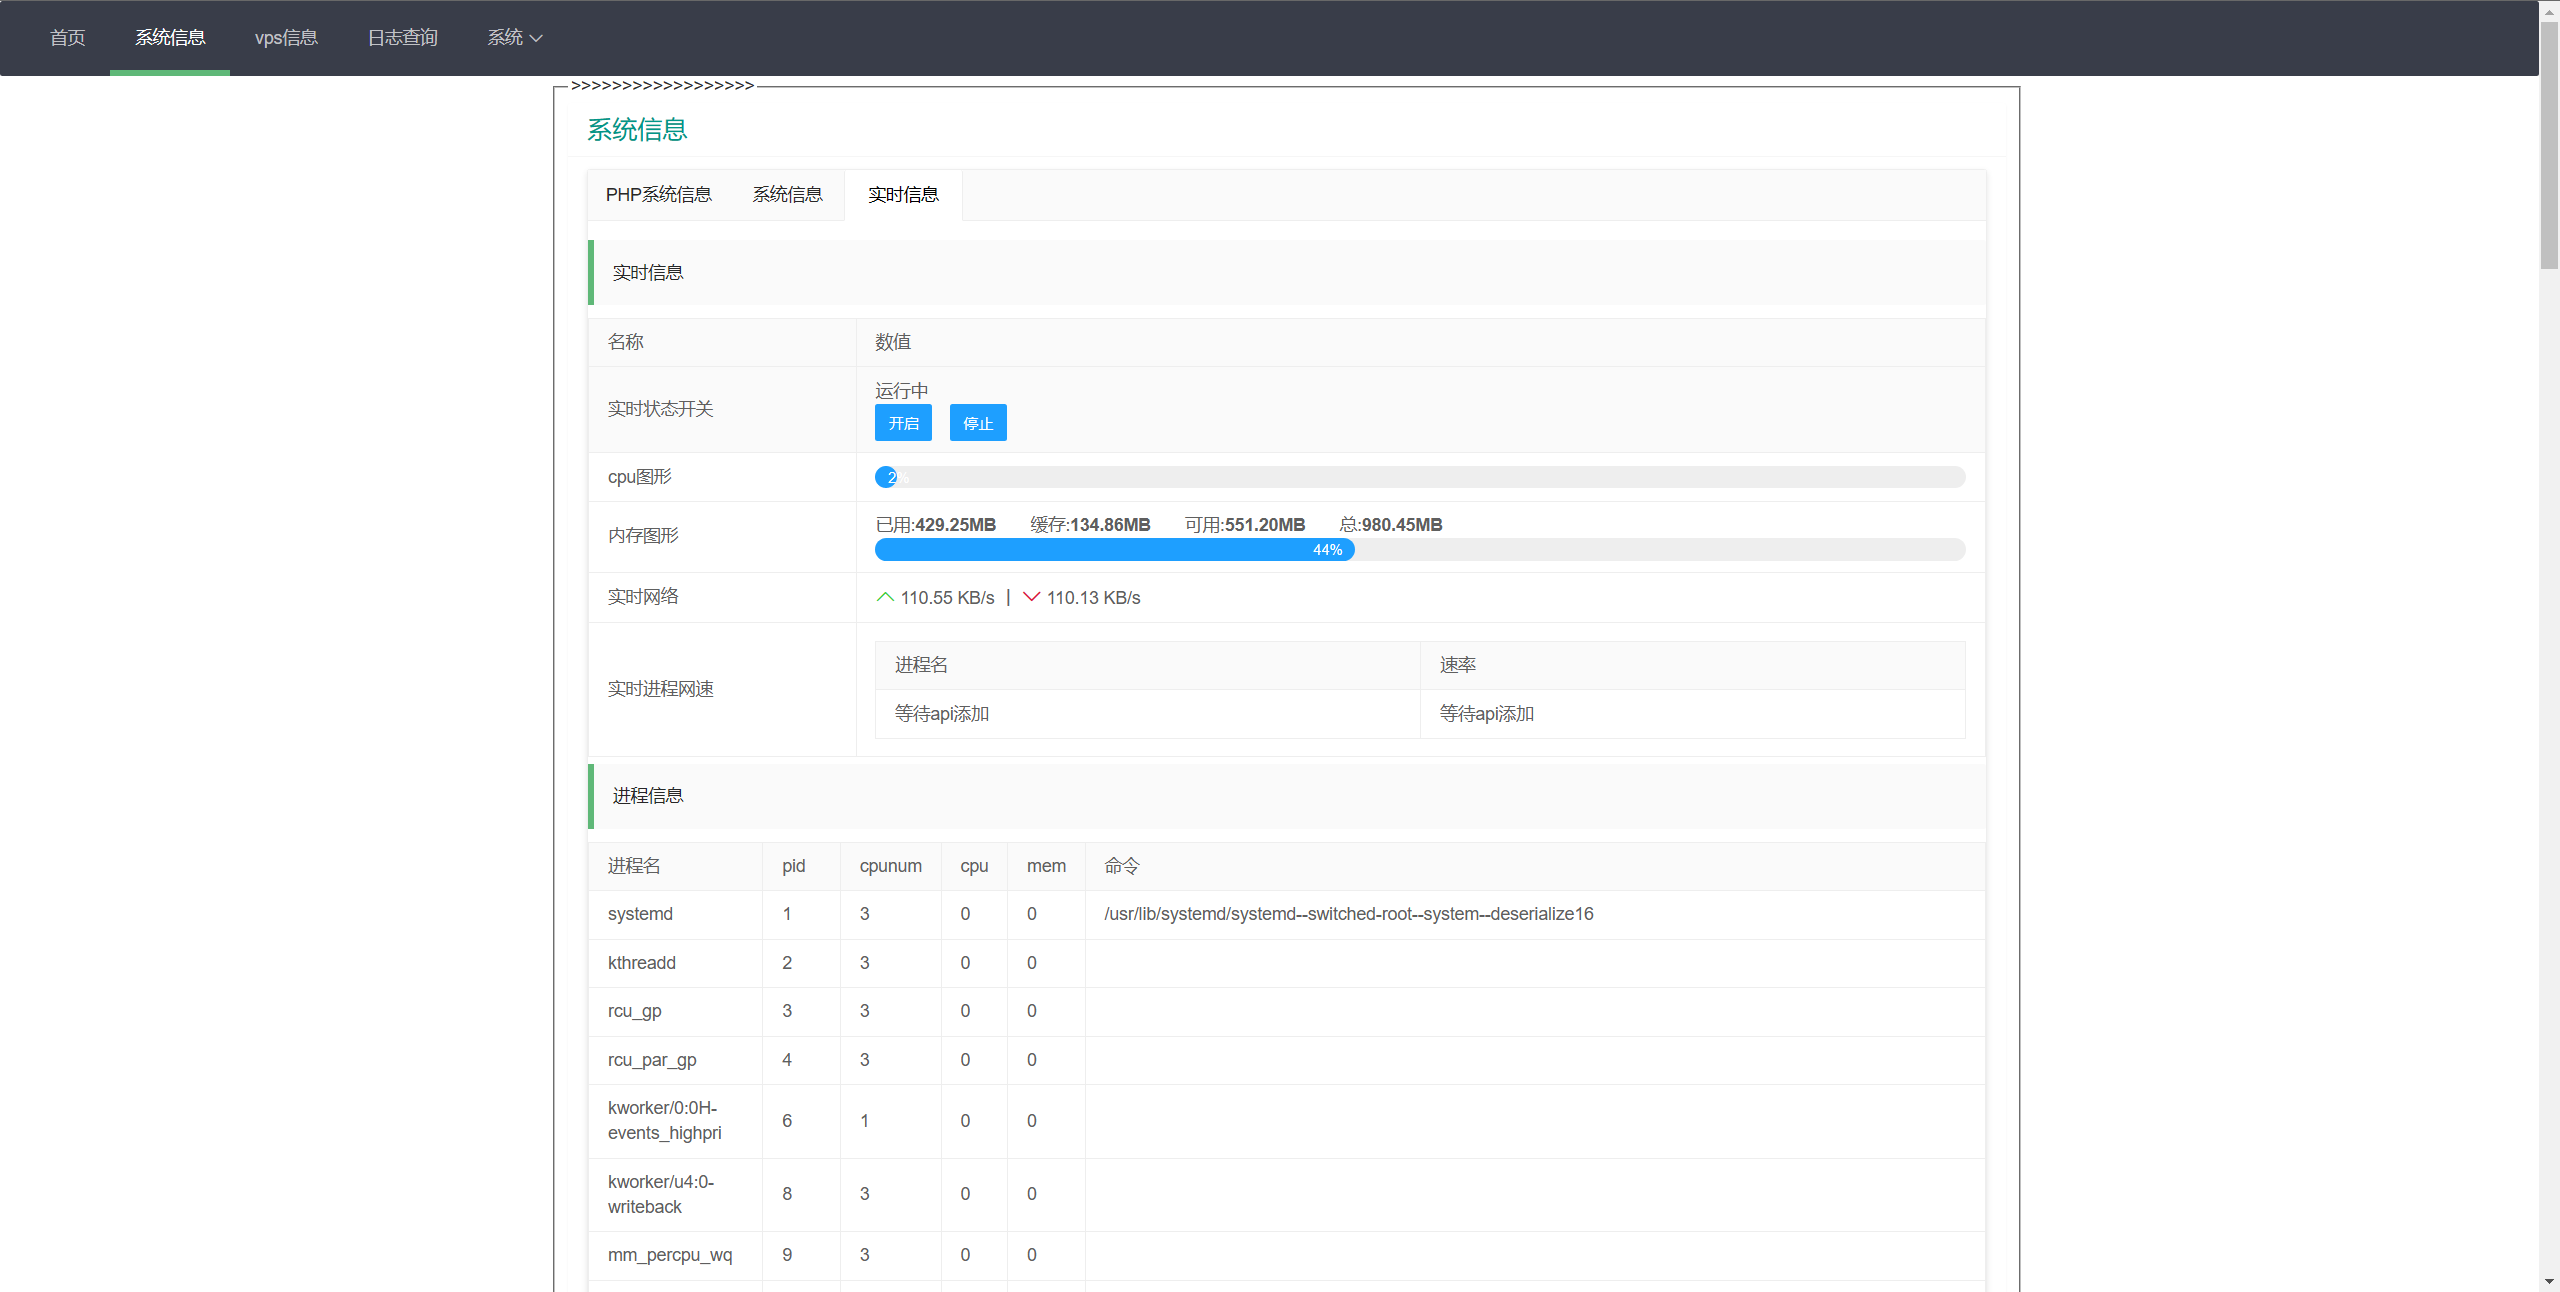 首页 系统信息 vps信息 日志查询 系统
>>>>>>>>>>>>>>>>>>
系统信息
PHP系统信息 系统信息 实时信息
实时信息
名称 数值
实时状态开关 运行中
开启 停止
cpu图形 2%
内存图形 已用:429.25MB 缓存:134.86MB 可用:551.20MB 总:980.45MB
44%
实时网络 110.55 KB/s | 110.13 KB/s
进程名 速率
实时进程网速
等待api添加 等待api添加
进程信息
进程名 pid cpunum cpu mem 命令
systemd 1 3 0 0 /usr/lib/systemd/systemd--switched-root--system--deserialize16
kthreadd 2 3 0 0
rcu_gp 3 3 0 0
rcu_par_gp 4 3 0 0
kworker/0:0H-
events_highpri 6 1 0 0
kworker/u4:0-
writeback 8 3 0 0
mm_percpu_wq 9 3 0 0